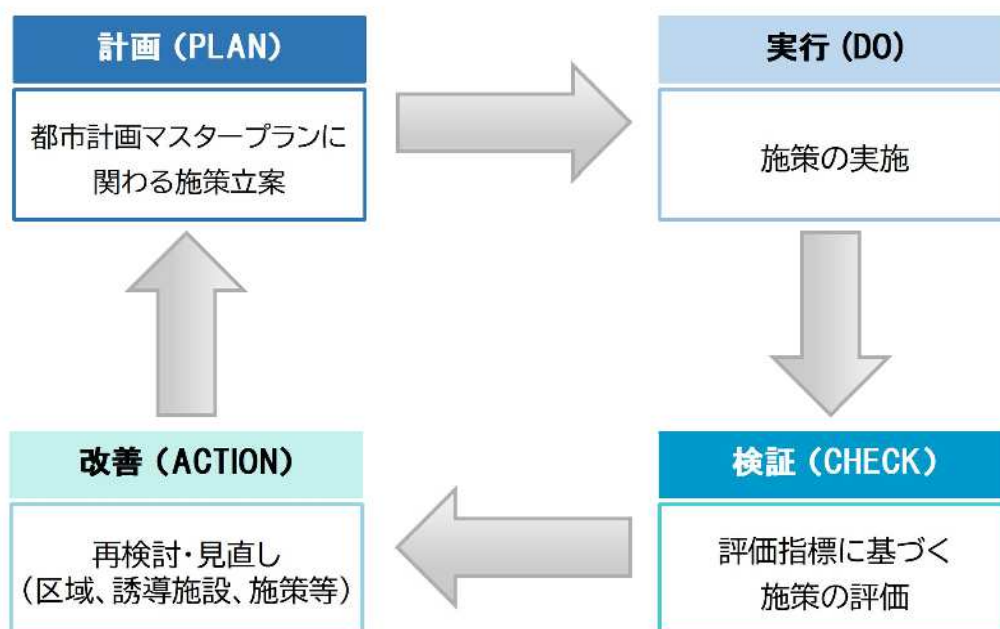 計画（PLAN）
都市計画マスタープランに
関わる施策立案
実行（DO）
施策の実施
改善（ACTION）
再検討・見直し
（区域、誘導施設、施策等）
検証（CHECK）
評価指標に基づく
施策の評価